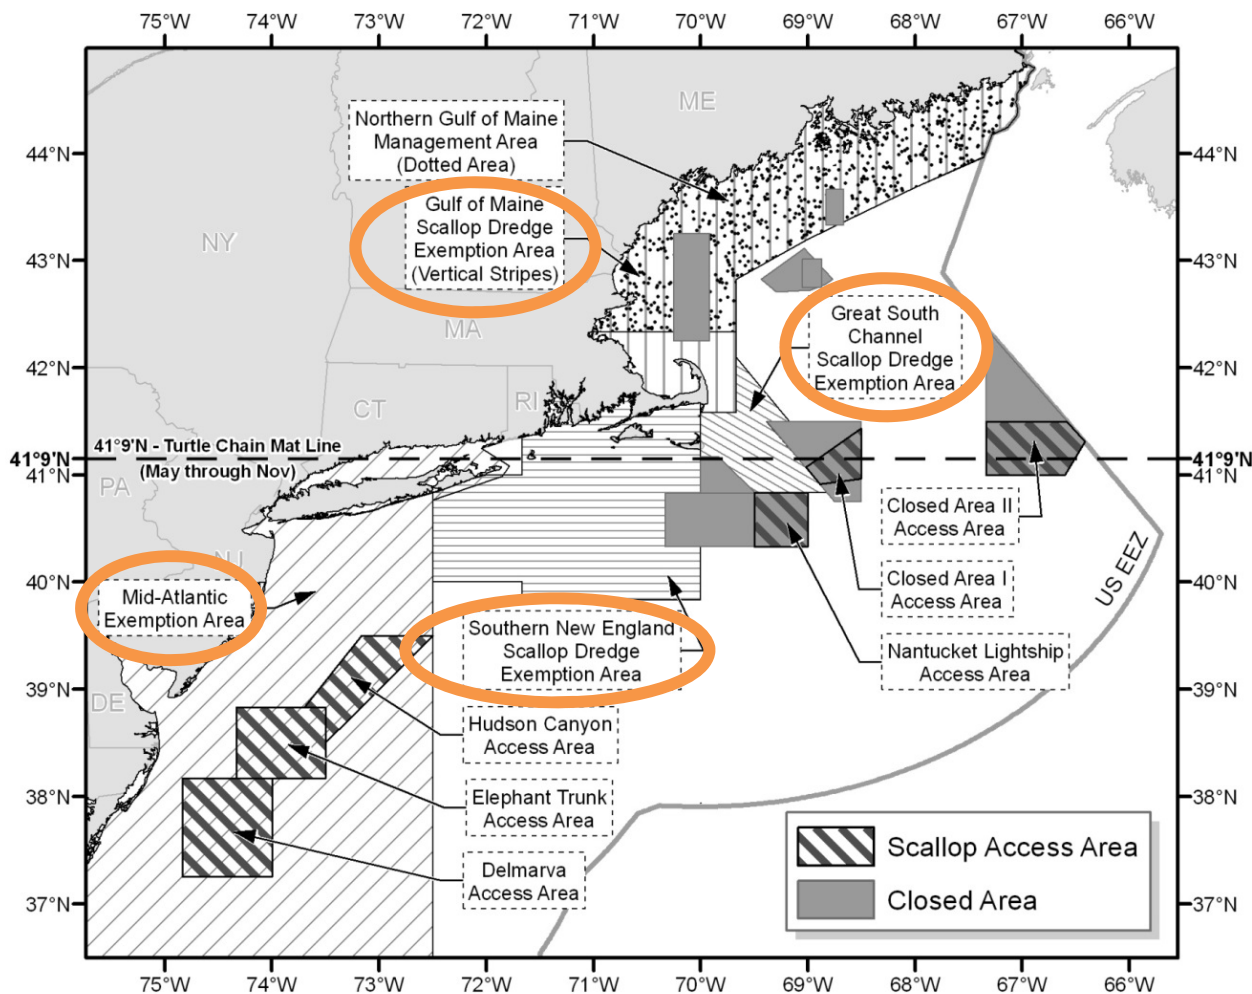 75°W 74°W 73°W 72°W 71°W 70°W 69°W 68°W 67°W 66°W
ME
Northern Gulf of Maine
Management Area
(Dotted Area)
44°N
44°N
Gulf of Maine
Scallop Dredge
Exemption Area
(Vertical Stripes)
NY
43°N
43°N
Great South
Channel
Scallop Dredge
Exemption Area
MA
42°N
42°N
CT
RI
41°9'N - Turtle Chain Mat Line
(May through Nov)
41°9'N
41°9'N
41°N
41°N
PA
Closed Area II
Access Area
NJ
40°N
40°N
US EEZ
Closed Area I
Access Area
Mid-Atlantic
Exemption Area
Southern New England
Scallop Dredge
Exemption Area
Nantucket Lightship
Access Area
39°N
39°N
DE
Hudson Canyon
Access Area
38°N
38°N
Elephant Trunk
Access Area
Scallop Access Area
Delmarva
Access Area
Closed Area
37°N
37°N
75°W 74°W 73°W 72°W 71°W 70°W 69°W 68°W 67°W 66°W